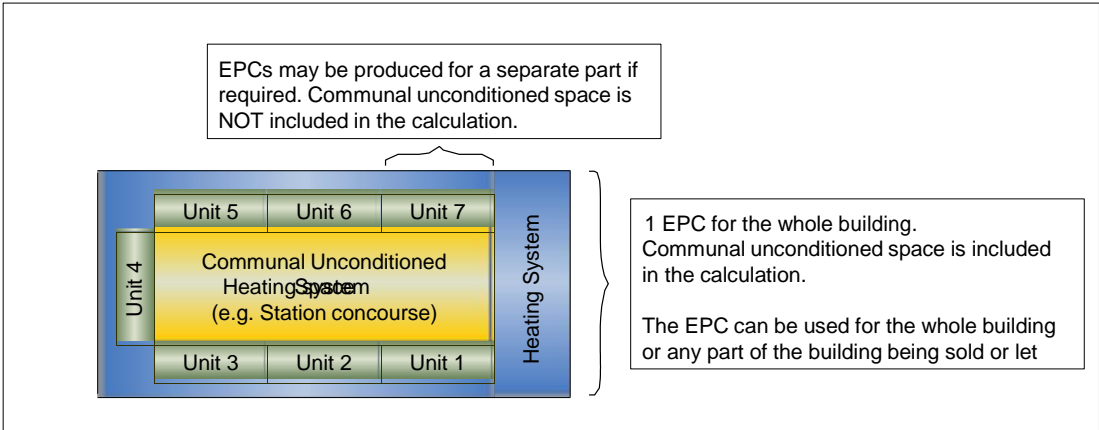 EPCs may be produced for a separate part if
required. Communal unconditioned space is
NOT included in the calculation.
Unit 5
Unit 6
Unit 7
Unit 4
Communal Unconditioned
Heating system
space
(e.g. Station concourse)
Unit 3
Unit 2
Unit 1
Heating System
1 EPC for the whole building.
Communal unconditioned space is included
in the calculation.
The EPC can be used for the whole building
or any part of the building being sold or let